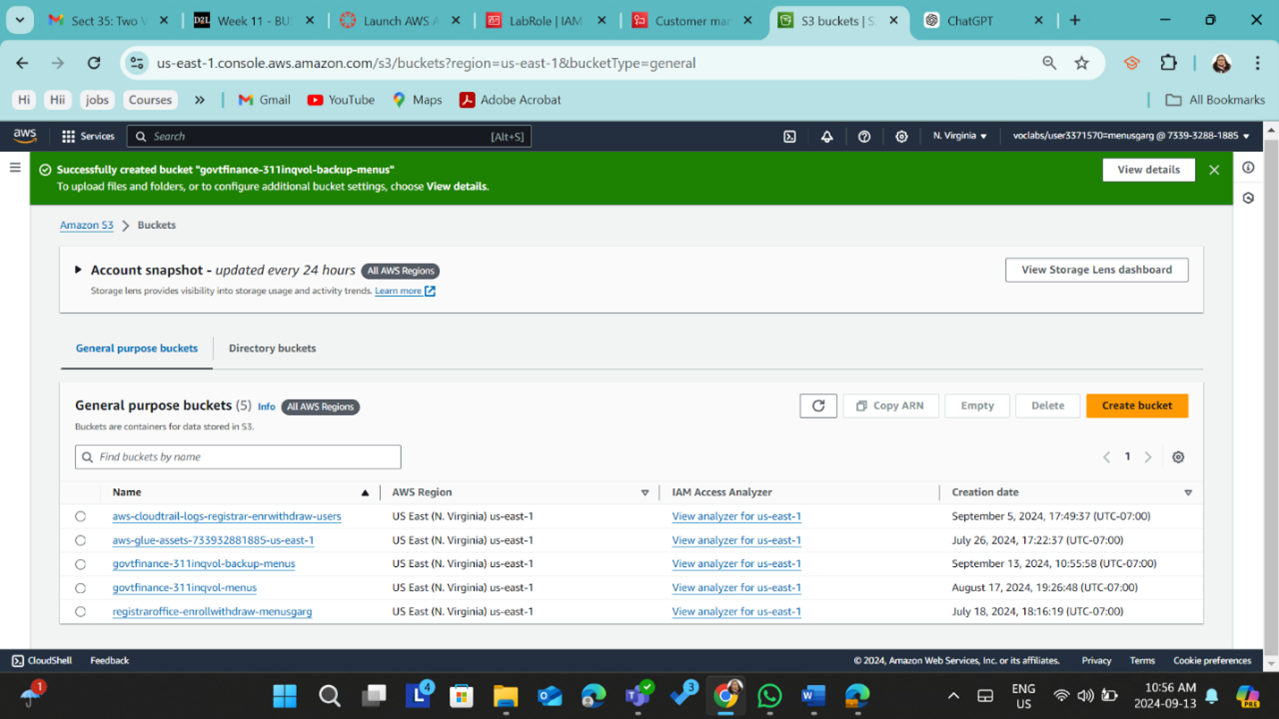 Sect 35: Two V
DZL Week 11 - BU
Launch AWS A
LabRole | IAM
Customer ma
S3 buckets | S
ChatGPT
us-east-1.console.aws.amazon.com/s3/buckets?region=us-east-1&bucketType=general
Hi Hii jobs Courses » Gmail YouTube Maps Adobe Acrobat All Bookmarks
aws Services Search [Alt+S] N. Virginia voclabs/user3371570=menusgarg @ 7339-3288-1885
Successfully created bucket "govtfinance-311inqvol-backup-menus"
To upload files and folders, or to configure additional bucket settings, choose View details.
View details
Amazon S3 > Buckets
Account snapshot - updated every 24 hours All AWS Regions
Storage lens provides visibility into storage usage and activity trends. Learn more
View Storage Lens dashboard
General purpose buckets Directory buckets
General purpose buckets (5) Info All AWS Regions
Buckets are containers for data stored in S3.
Copy ARN Empty Delete Create bucket
Find buckets by name
1
Name AWS Region IAM Access Analyzer Creation date
aws-cloudtrail-logs-registrar-enrwithdraw-users US East (N. Virginia) us-east-1 View analyzer for us-east-1 September 5, 2024, 17:49:37 (UTC-07:00)
aws-glue-assets-733932881885-us-east-1 US East (N. Virginia) us-east-1 View analyzer for us-east-1 July 26, 2024, 17:22:37 (UTC-07:00)
govtfinance-311inqvol-backup-menus US East (N. Virginia) us-east-1 View analyzer for us-east-1 September 13, 2024, 10:55:58 (UTC-07:00)
govtfinance-311inqvol-menus US East (N. Virginia) us-east-1 View analyzer for us-east-1 August 17, 2024, 19:26:48 (UTC-07:00)
registraroffice-enrollwithdraw-menusgarg US East (N. Virginia) us-east-1 View analyzer for us-east-1 July 18, 2024, 18:16:19 (UTC-07:00)
CloudShell Feedback © 2024, Amazon Web Services, Inc. or its affiliates. Privacy Terms Cookie preferences
1
L 4
3
ENG
US
10:56 AM
2024-09-13
PRE